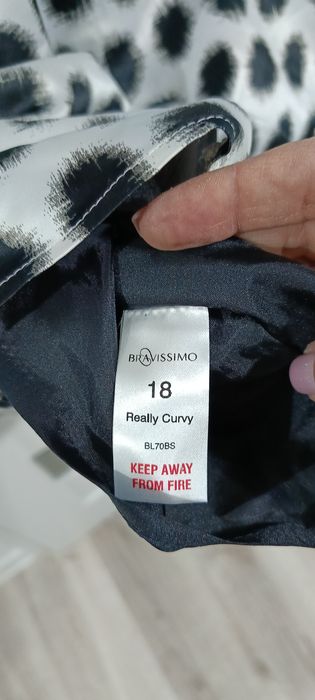 BRAVISSIMO
18
Really Curvy
BL70BS
KEEP AWAY
FROM FIRE